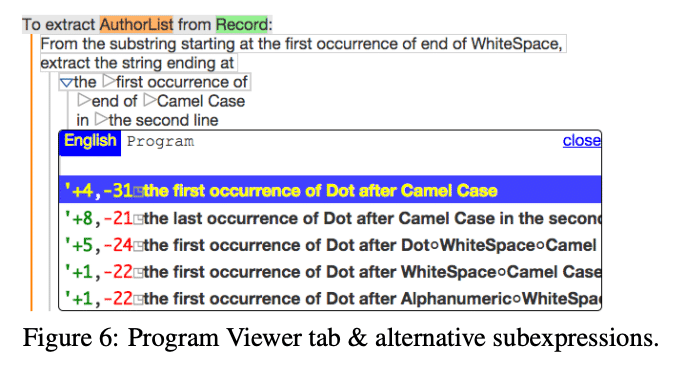 To extract AuthorList from Record:
From the substring starting at the first occurrence of end of WhiteSpace,
extract the string ending at
the first occurrence of
end of Camel Case
in the second line
English Program close
'+4,-31 the first occurrence of Dot after Camel Case
'+8,-21 the last occurrence of Dot after Camel Case in the secon
'+5,-24 the first occurrence of Dot after Dot∘WhiteSpace∘Camel
'+1,-22 the first occurrence of Dot after WhiteSpace∘Camel Case
'+1,-22 the first occurrence of Dot after Alphanumeric∘WhiteSpa
Figure 6: Program Viewer tab & alternative subexpressions.